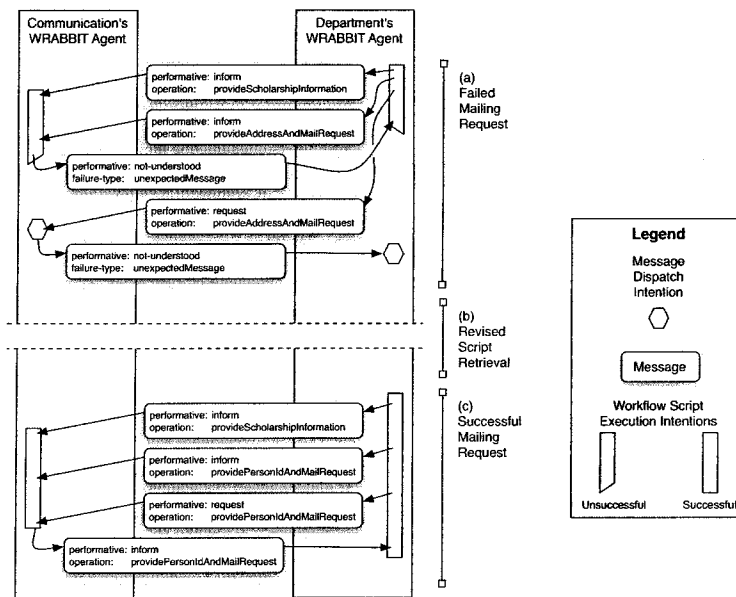 Communication's
WRABBIT Agent
Department's
WRABBIT Agent
performative: inform
operation: provideScholarshipInformation
performative: inform
operation: provideAddressAndMailRequest
performative: not-understood
failure-type: unexpectedMessage
performative: request
operation: provideAddressAndMailRequest
performative: not-understood
failure-type: unexpectedMessage
(a)
Failed
Mailing
Request
(b)
Revised
Script
Retrieval
performative: inform
operation: provideScholarshipInformation
performative: inform
operation: providePersonIdAndMailRequest
performative: request
operation: providePersonIdAndMailRequest
performative: inform
operation: providePersonIdAndMailRequest
(c)
Successful
Mailing
Request
Legend
Message
Dispatch
Intention
Message
Workflow Script
Execution Intentions
Unsuccessful
Successful